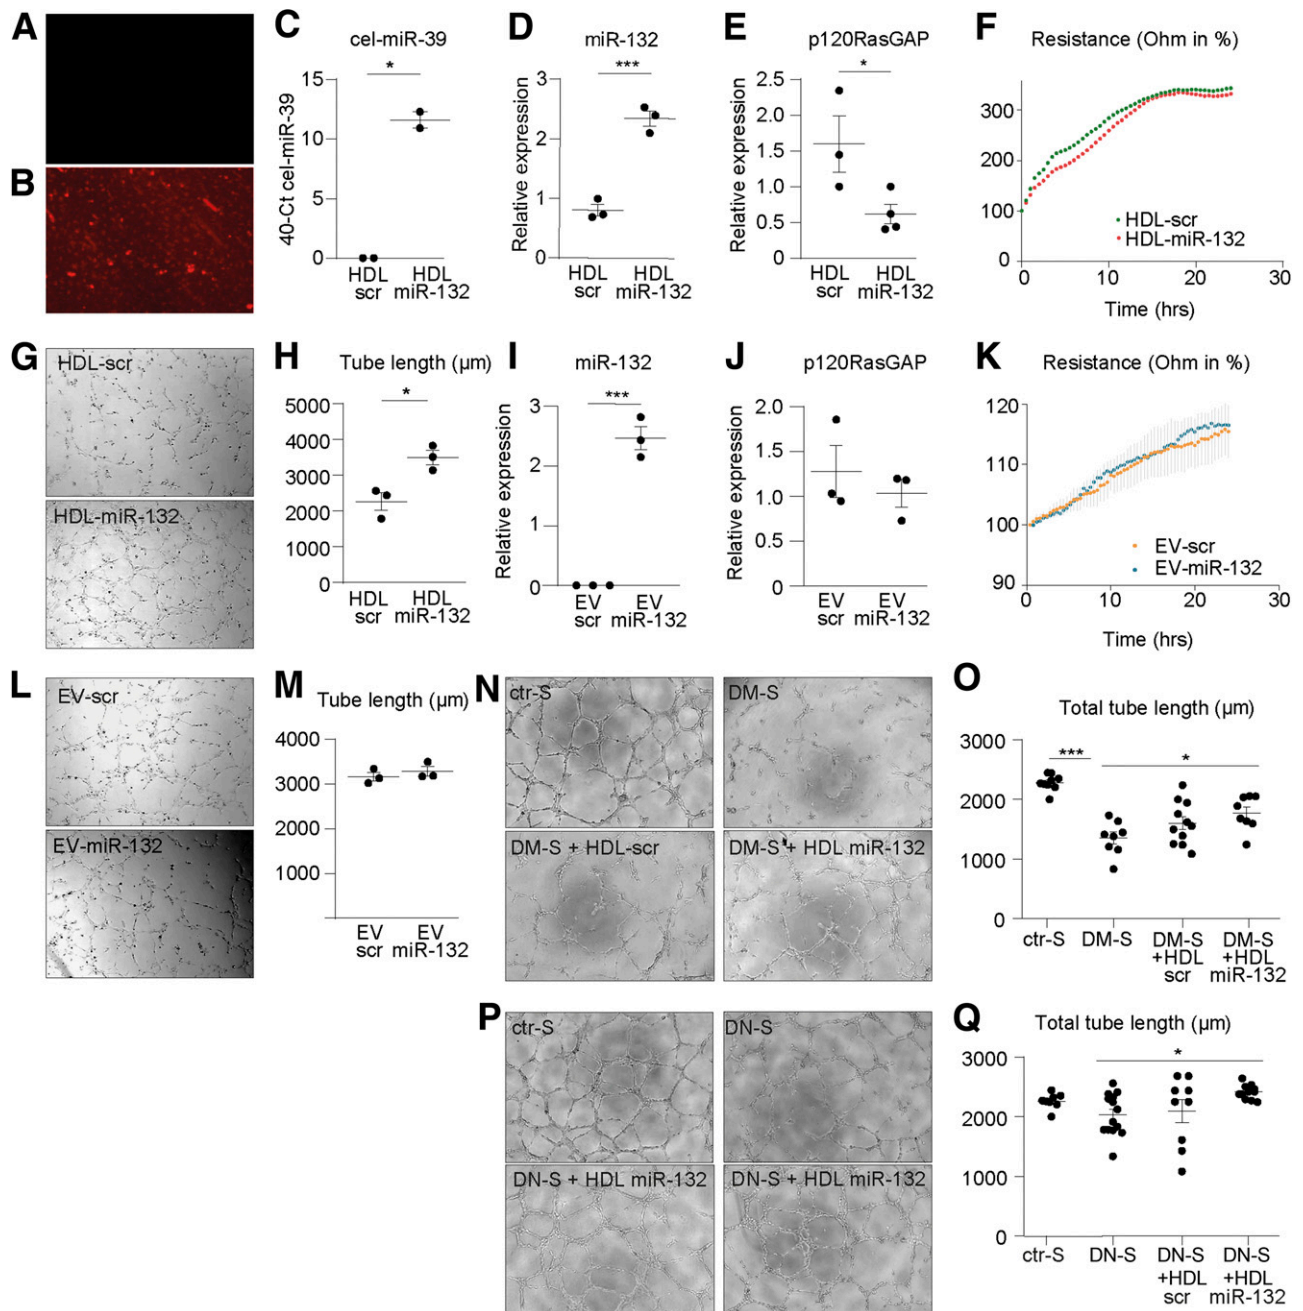 A
B
C
cel-miR-39
*
40-Ct cel-miR-39
15
10
5
0
HDL
scr
HDL
miR-132
D
miR-132
***
Relative expression
3
2
1
0
HDL
scr
HDL
miR-132
E
p120RasGAP
*
Relative expression
2.5
2.0
1.5
1.0
0.5
0
HDL
scr
HDL
miR-132
F
Resistance (Ohm in %)
300
200
100
0
HDL-scr
HDL-miR-132
0
10
20
30
Time (hrs)
G
HDL-scr
HDL-miR-132
H
Tube length (µm)
*
5000
4000
3000
2000
1000
0
HDL
scr
HDL
miR-132
I
miR-132
***
Relative expression
3
2
1
0
EV
scr
EV
miR-132
J
p120RasGAP
Relative expression
2.0
1.5
1.0
0.5
0
EV
scr
EV
miR-132
K
Resistance (Ohm in %)
120
110
100
90
EV-scr
EV-miR-132
0
10
20
30
Time (hrs)
L
EV-scr
EV-miR-132
M
Tube length (µm)
4000
3000
2000
1000
EV
scr
EV
miR-132
N
ctr-S
DM-S
DM-S + HDL-scr
DM-S + HDL miR-132
O
Total tube length (µm)
***
*
3000
2000
1000
0
ctr-S
DM-S
DM-S
+HDL
scr
DM-S
+HDL
miR-132
P
ctr-S
DN-S
DN-S + HDL miR-132
DN-S + HDL miR-132
Q
Total tube length (µm)
*
3000
2000
1000
0
ctr-S
DN-S
DN-S
+HDL
scr
DN-S
+HDL
miR-132